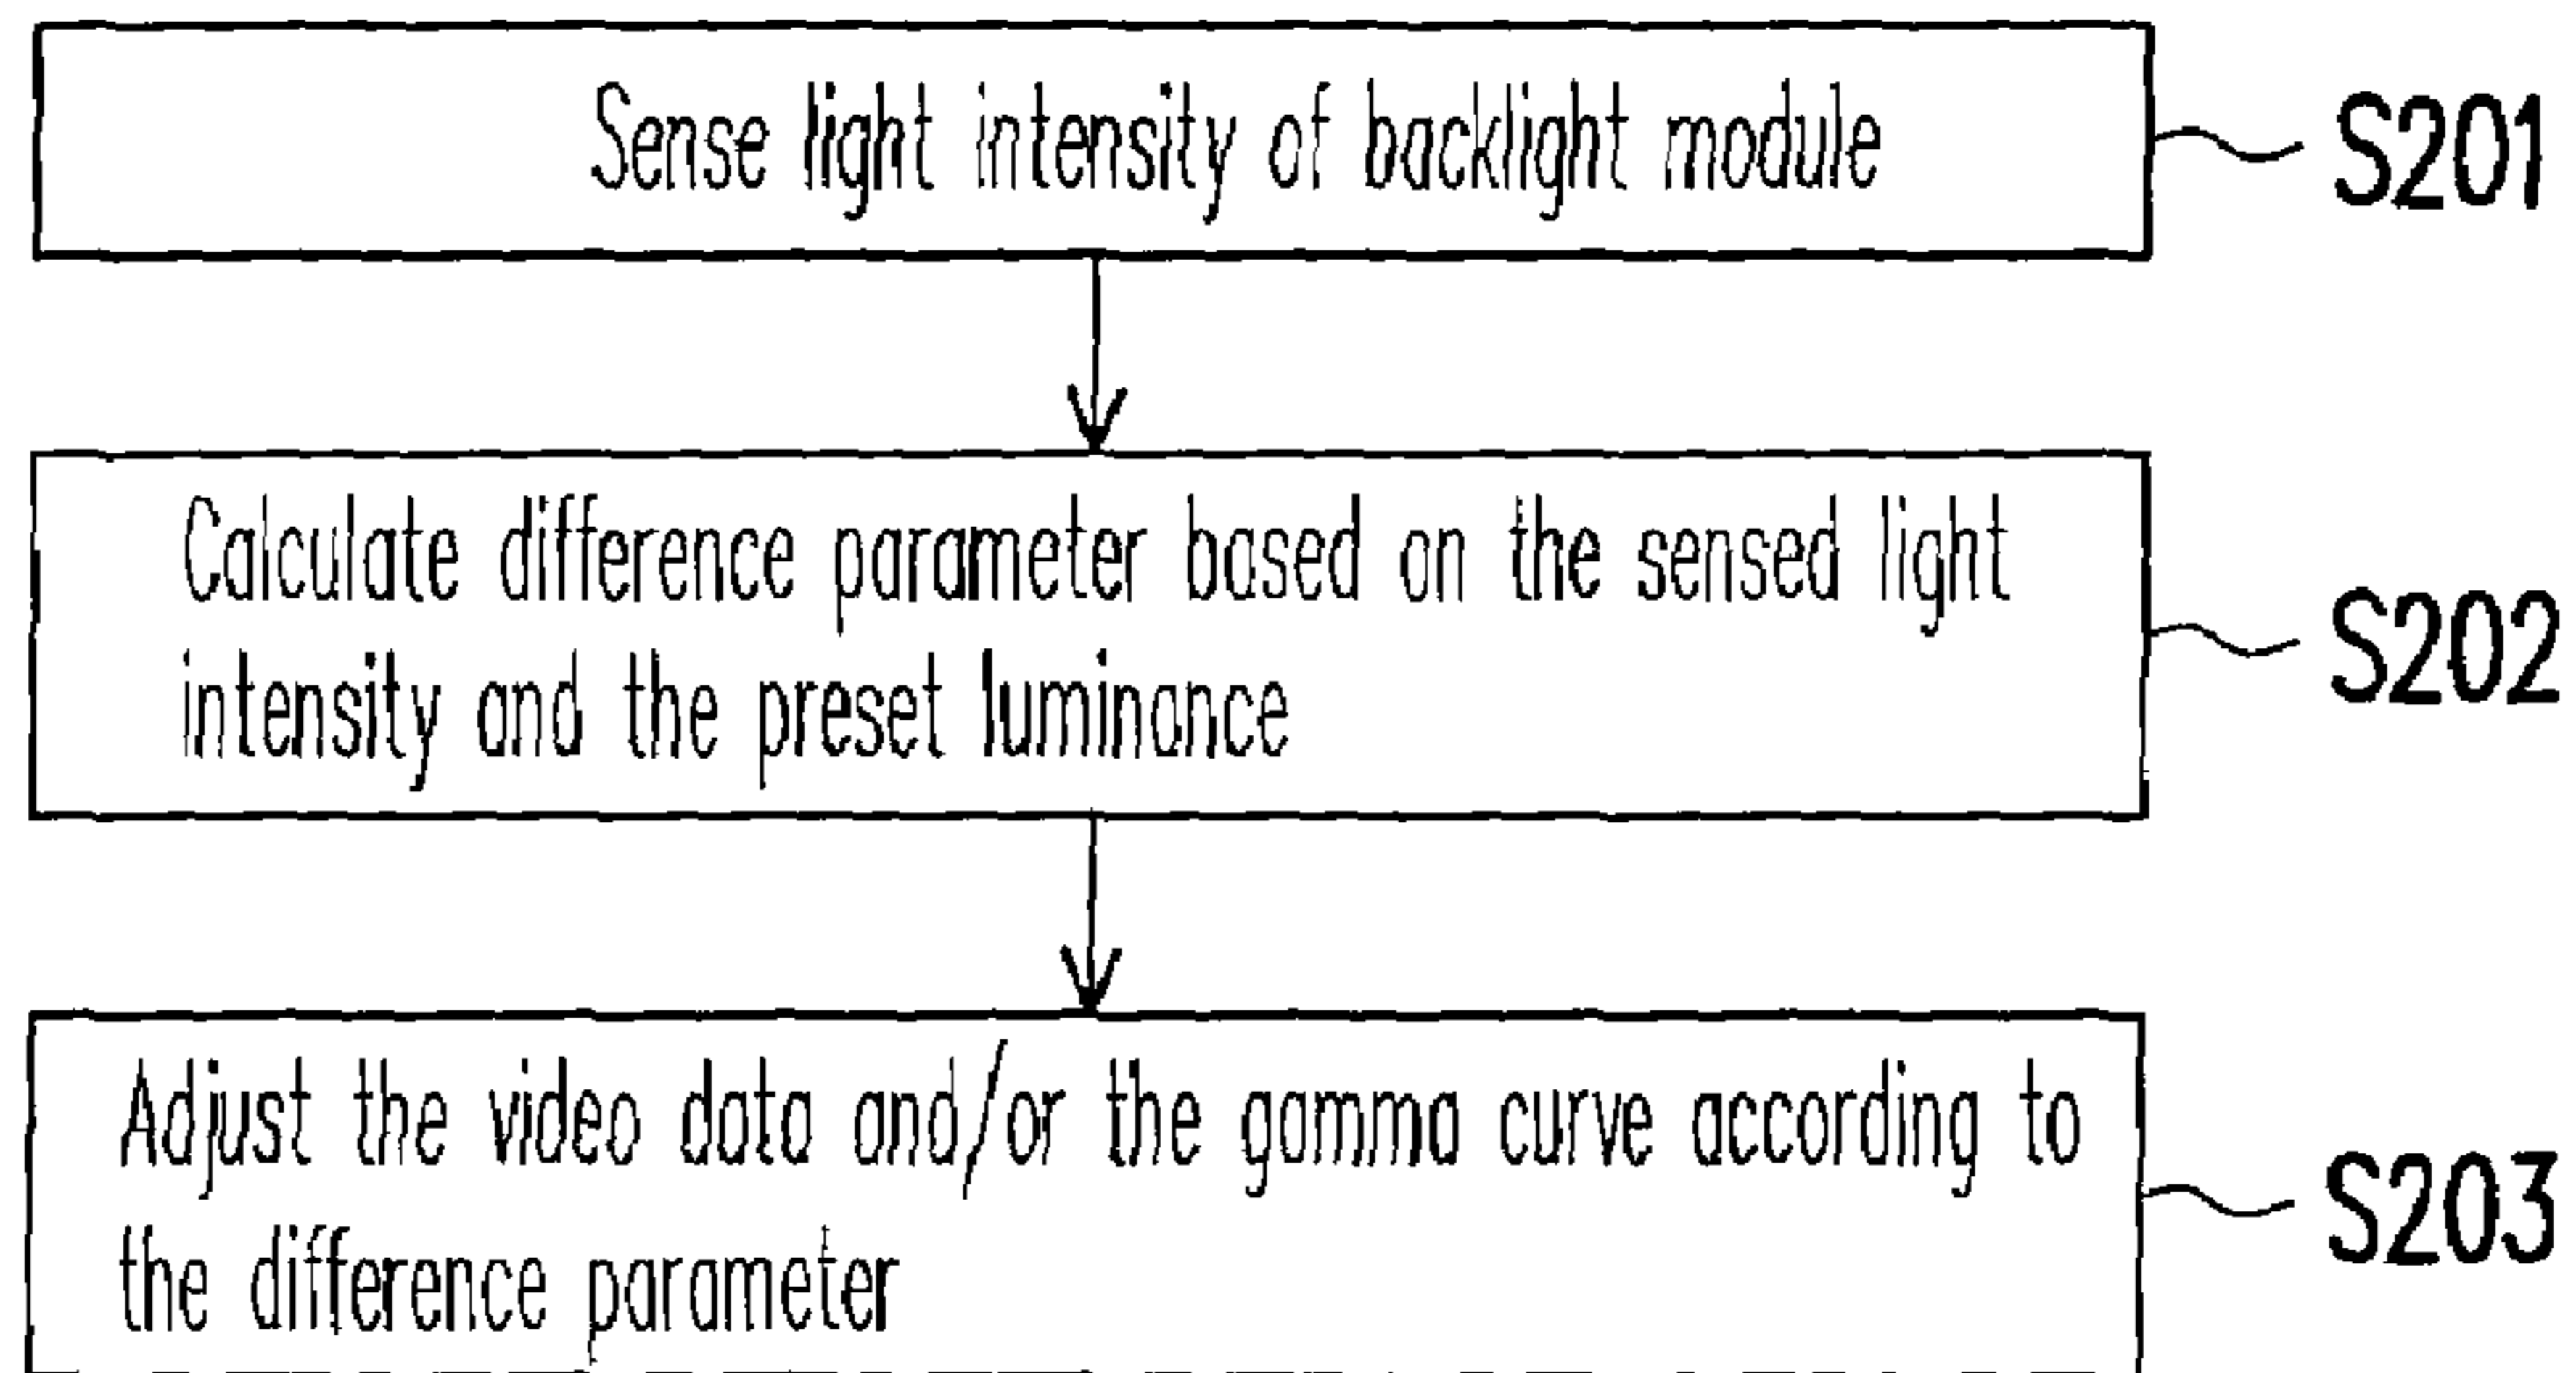 Sense light intensity of backlight module
S201
Calculate difference parameter based on the sensed light
intensity and the preset luminance
S202
Adjust the video data and/or the gamma curve according to
the difference parameter
S203